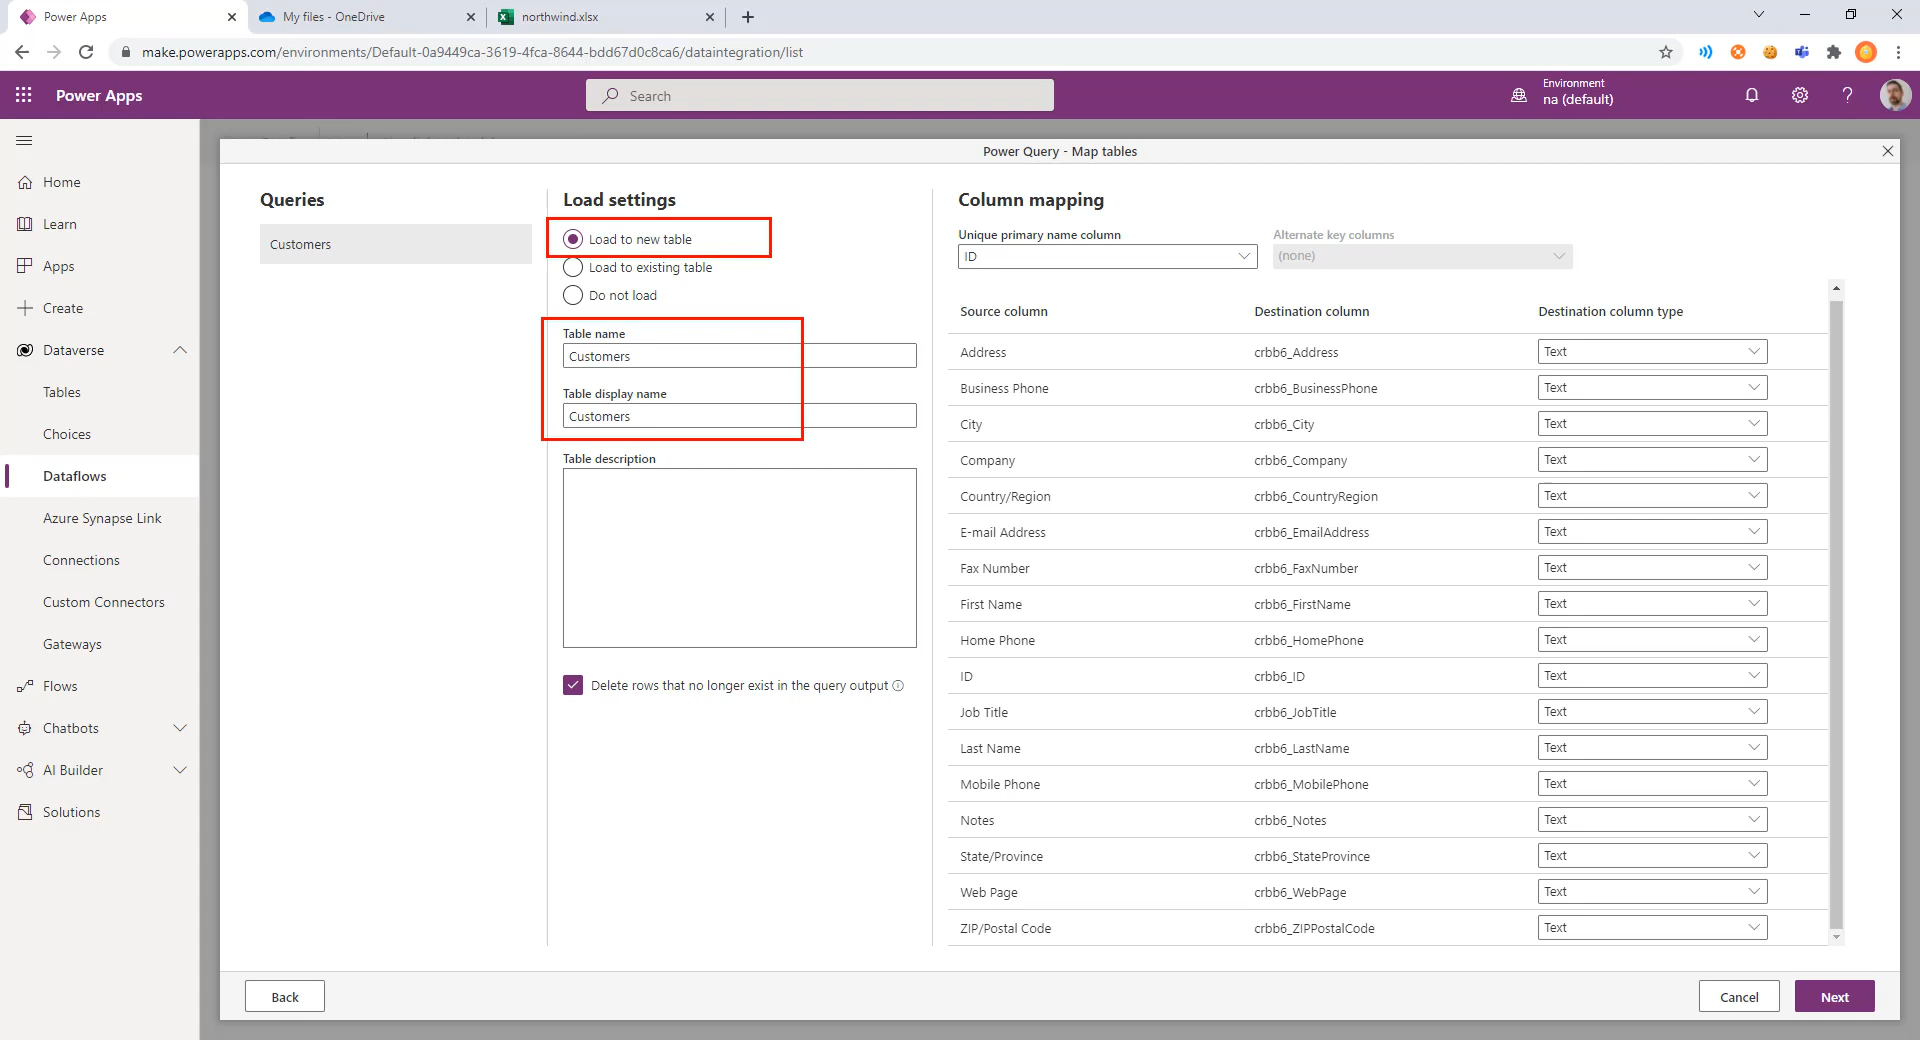 Power Apps
My files - OneDrive
northwind.xlsx
make.powerapps.com/environments/Default-0a9449ca-3619-4fca-8644-bdd67d0c8ca6/dataintegration/list
Power Apps
Search
Environment
na (default)
Home
Learn
Apps
Create
Dataverse
Tables
Choices
Dataflows
Azure Synapse Link
Connections
Custom Connectors
Gateways
Flows
Chatbots
AI Builder
Solutions
Power Query - Map tables
Queries
Customers
Load settings
Load to new table
Load to existing table
Do not load
Table name
Customers
Table display name
Customers
Table description
Delete rows that no longer exist in the query output
Column mapping
Unique primary name column
ID
Alternate key columns
(none)
Source column Destination column Destination column type
Address crbb6_Address Text
Business Phone crbb6_BusinessPhone Text
City crbb6_City Text
Company crbb6_Company Text
Country/Region crbb6_CountryRegion Text
E-mail Address crbb6_EmailAddress Text
Fax Number crbb6_FaxNumber Text
First Name crbb6_FirstName Text
Home Phone crbb6_HomePhone Text
ID crbb6_ID Text
Job Title crbb6_JobTitle Text
Last Name crbb6_LastName Text
Mobile Phone crbb6_MobilePhone Text
Notes crbb6_Notes Text
State/Province crbb6_StateProvince Text
Web Page crbb6_WebPage Text
ZIP/Postal Code crbb6_ZIPPostalCode Text
Back
Cancel
Next